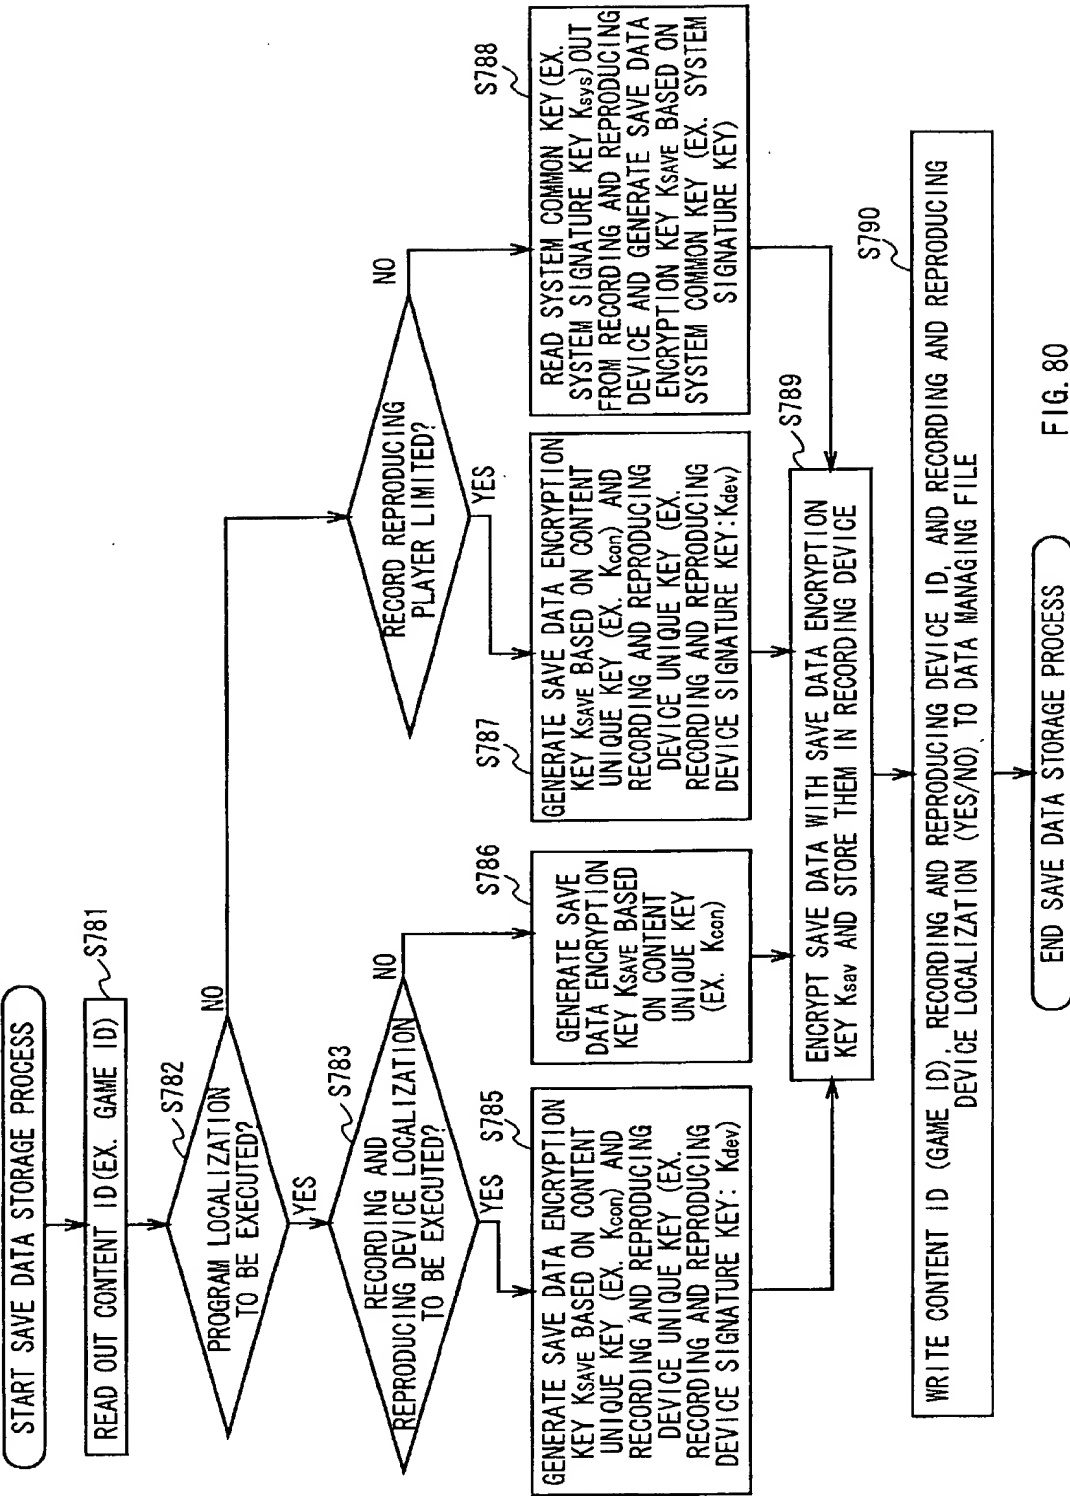 START SAVE DATA STORAGE PROCESS
S781
READ OUT CONTENT ID(EX. GAME ID)
S782
PROGRAM LOCALIZATION
TO BE EXECUTED?
NO
YES
S783
RECORDING AND
REPRODUCING DEVICE LOCALIZATION
TO BE EXECUTED?
NO
YES
RECORD REPRODUCING
PLAYER LIMITED?
NO
YES
S785
GENERATE SAVE DATA ENCRYPTION
KEY KSAVE BASED ON CONTENT
UNIQUE KEY (EX. Kcon) AND
RECORDING AND REPRODUCING
DEVICE UNIQUE KEY (EX.
RECORDING AND REPRODUCING
DEVICE SIGNATURE KEY: Kdev)
S786
GENERATE SAVE
DATA ENCRYPTION
KEY KSAVE BASED
ON CONTENT
UNIQUE KEY
(EX. Kcon)
S787
GENERATE SAVE DATA ENCRYPTION
KEY KSAVE BASED ON CONTENT
UNIQUE KEY (EX. Kcon) AND
RECORDING AND REPRODUCING
DEVICE UNIQUE KEY (EX.
RECORDING AND REPRODUCING
DEVICE SIGNATURE KEY:Kdev)
S788
READ SYSTEM COMMON KEY(EX.
SYSTEM SIGNATURE KEY Ksys)OUT
FROM RECORDING AND REPRODUCING
DEVICE AND GENERATE SAVE DATA
ENCRYPTION KEY KSAVE BASED ON
SYSTEM COMMON KEY (EX. SYSTEM
SIGNATURE KEY)
S789
ENCRYPT SAVE DATA WITH SAVE DATA ENCRYPTION
KEY Ksav AND STORE THEM IN RECORDING DEVICE
S790
WRITE CONTENT ID (GAME ID), RECORDING AND REPRODUCING DEVICE ID, AND RECORDING AND REPRODUCING
DEVICE LOCALIZATION (YES/NO) TO DATA MANAGING FILE
END SAVE DATA STORAGE PROCESS
FIG. 80